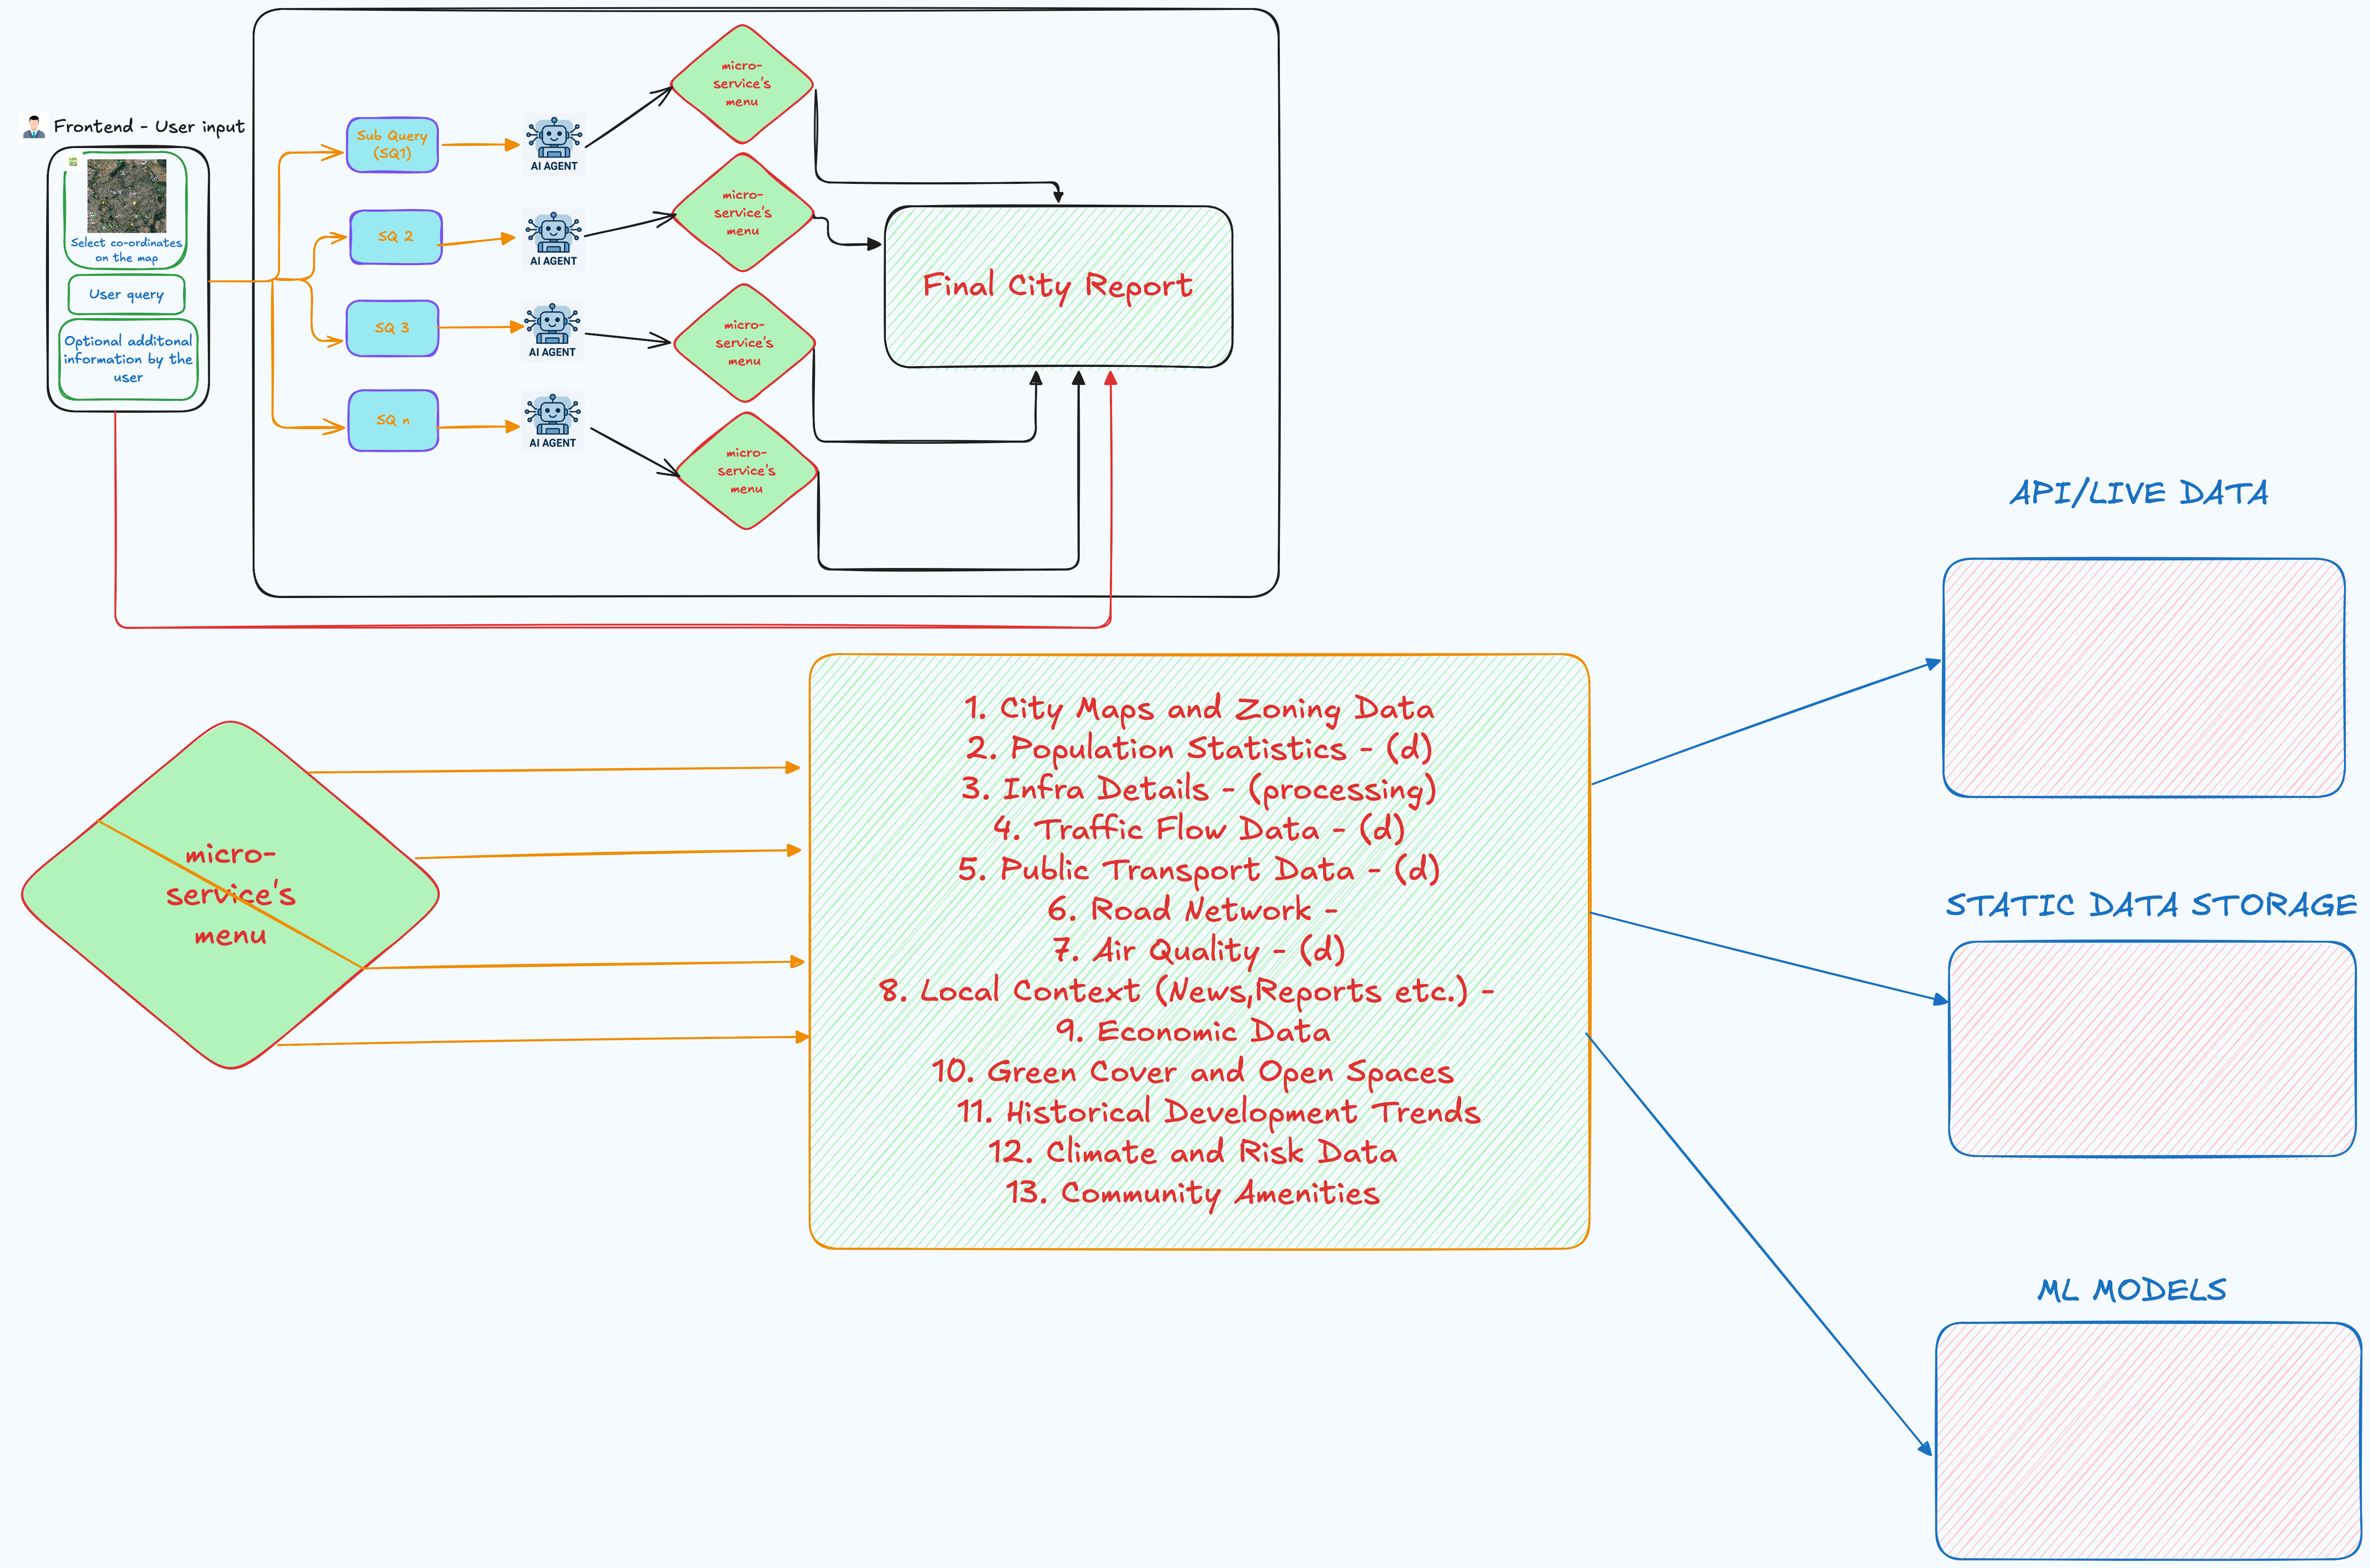 Frontend - User input
Select co-ordinates
on the map
User query
Optional additonal
information by the
user
Sub Query
(SQ1)
SQ 2
SQ 3
SQ n
AI AGENT
AI AGENT
AI AGENT
AI AGENT
micro-
service's
menu
micro-
service's
menu
micro-
service's
menu
micro-
service's
menu
Final City Report
micro-
service's
menu
1. City Maps and Zoning Data
2. Population Statistics - (d)
3. Infra Details - (processing)
4. Traffic Flow Data - (d)
5. Public Transport Data - (d)
6. Road Network -
7. Air Quality - (d)
8. Local Context (News,Reports etc.) -
9. Economic Data
10. Green Cover and Open Spaces
11. Historical Development Trends
12. Climate and Risk Data
13. Community Amenities
API/LIVE DATA
STATIC DATA STORAGE
ML MODELS